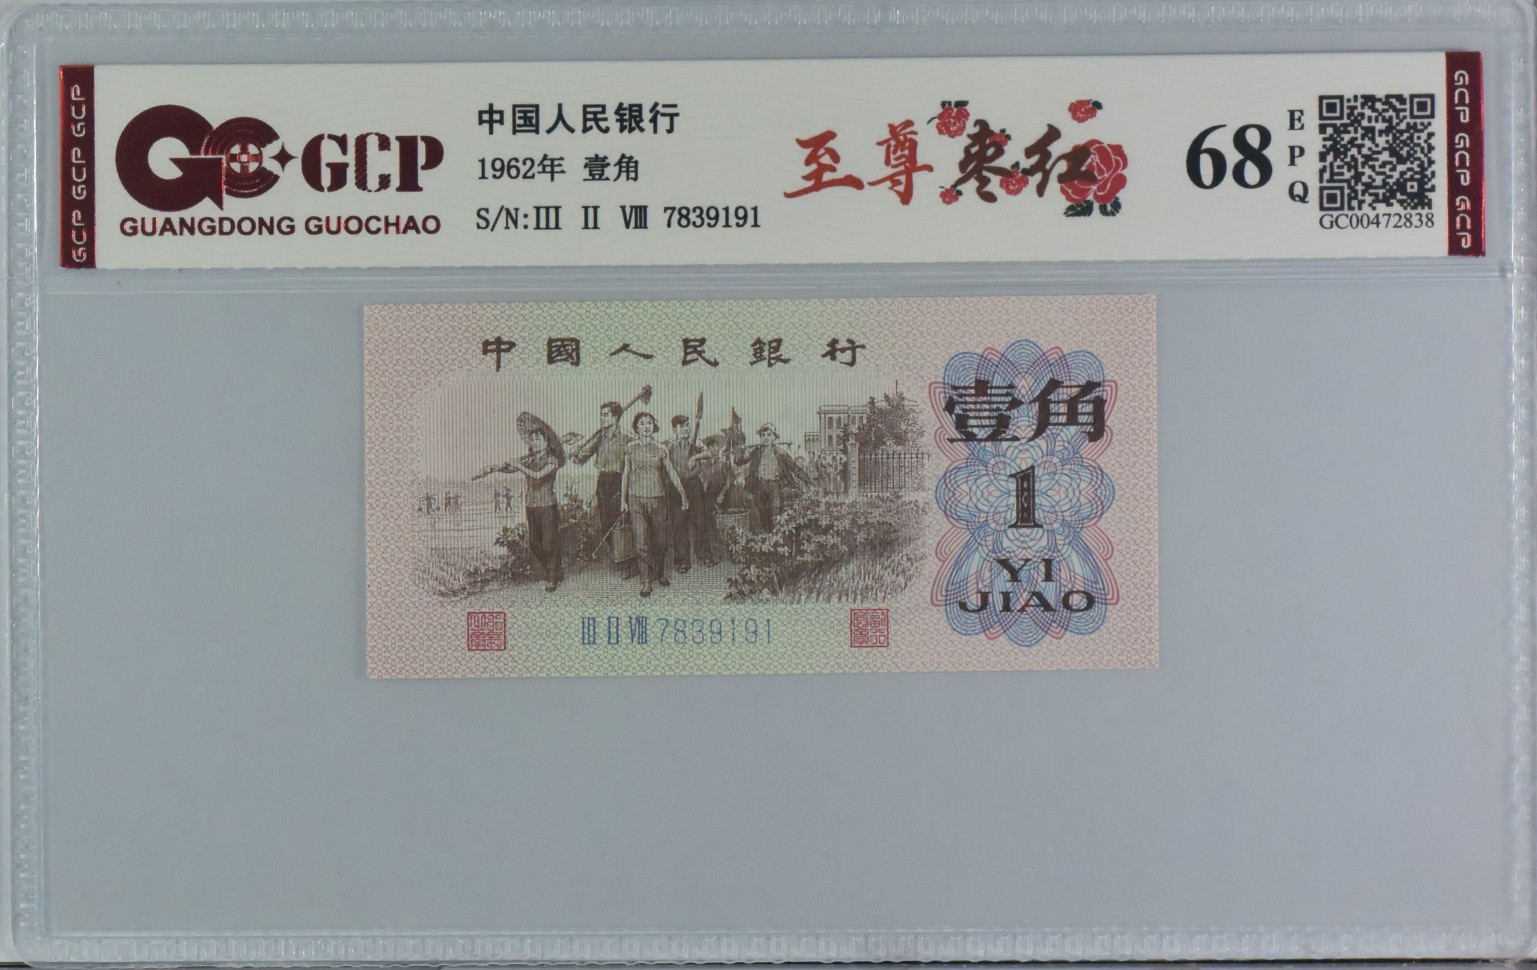 GCP GCP GCP
GCP
GUANGDONG GUOCHAO
中国人民银行
1962年 壹角
S/N:Ⅲ Ⅱ Ⅷ 7839191
至尊枣红
68
EPQ
GC00472838
GCP GCP GCP
中國人民銀行
壹角
1
YI
JIAO
Ⅲ Ⅱ Ⅷ 7839191